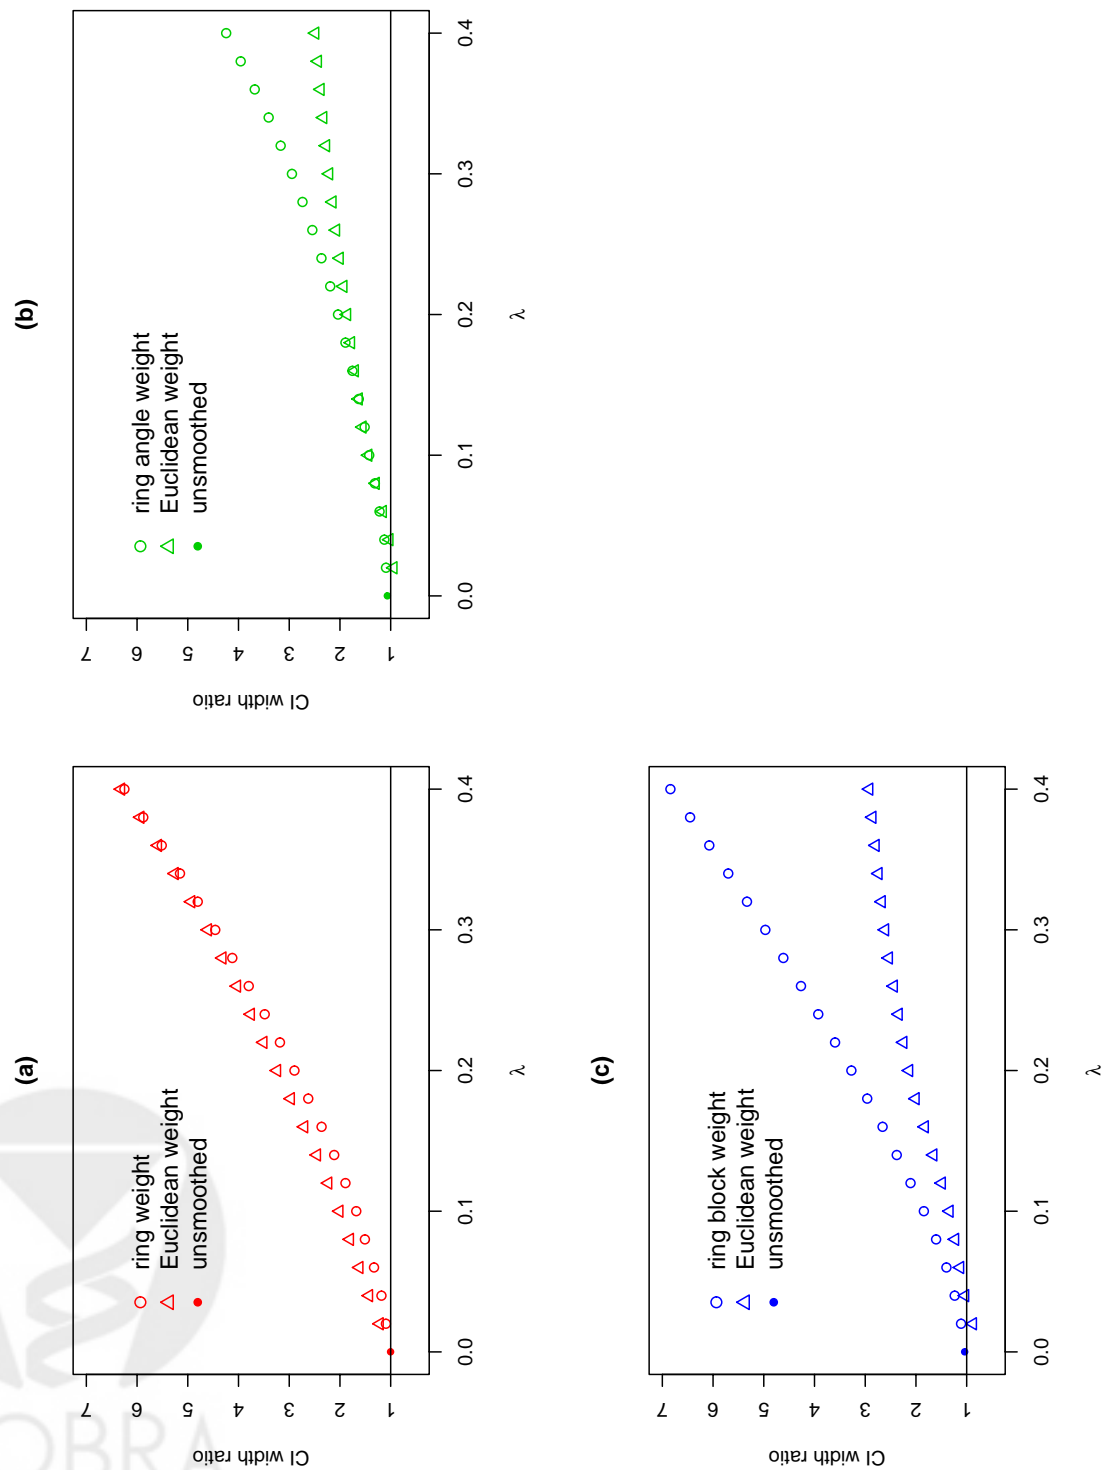 (a)
ring weight
Euclidean weight
unsmoothed
CI width ratio
1
2
3
4
5
6
7
0.0
0.1
0.2
0.3
0.4
λ
(b)
ring angle weight
Euclidean weight
unsmoothed
CI width ratio
1
2
3
4
5
6
7
0.0
0.1
0.2
0.3
0.4
λ
(c)
ring block weight
Euclidean weight
unsmoothed
CI width ratio
1
2
3
4
5
6
7
0.0
0.1
0.2
0.3
0.4
λ
OBRA